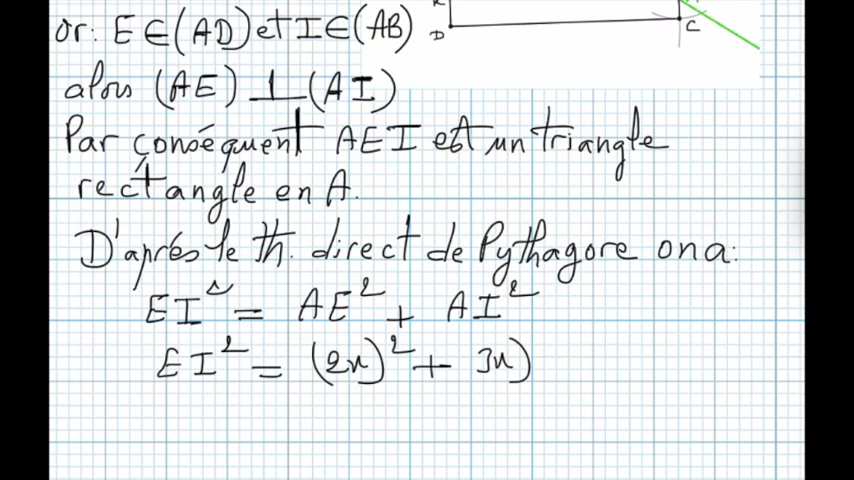 or: E∈(AD) et I∈(AB)
D
C
alors (AE)⊥(AI)
Par conséquent AEI est un triangle
rectangle en A.
D'après le th. direct de Pythagore on a:
EI² = AE² + AI²
EI² = (2x)² + 3x)